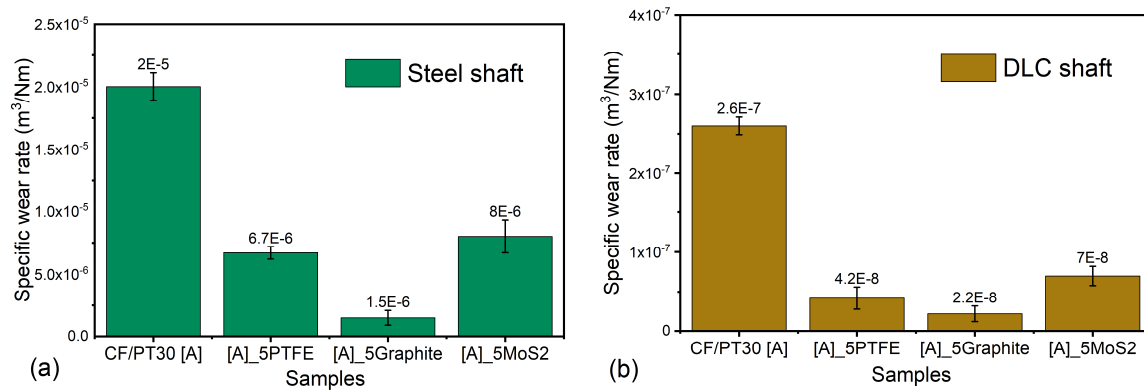 2.5x10⁻⁵
2.0x10⁻⁵
1.5x10⁻⁵
1.0x10⁻⁵
5.0x10⁻⁶
0.0
Specific wear rate (m³/Nm)
Steel shaft
2E-5
6.7E-6
1.5E-6
8E-6
CF/PT30 [A] [A]_5PTFE [A]_5Graphite [A]_5MoS2
Samples
(a)
4x10⁻⁷
3x10⁻⁷
2x10⁻⁷
1x10⁻⁷
0
Specific wear rate (m³/Nm)
DLC shaft
2.6E-7
4.2E-8
2.2E-8
7E-8
CF/PT30 [A] [A]_5PTFE [A]_5Graphite [A]_5MoS2
Samples
(b)